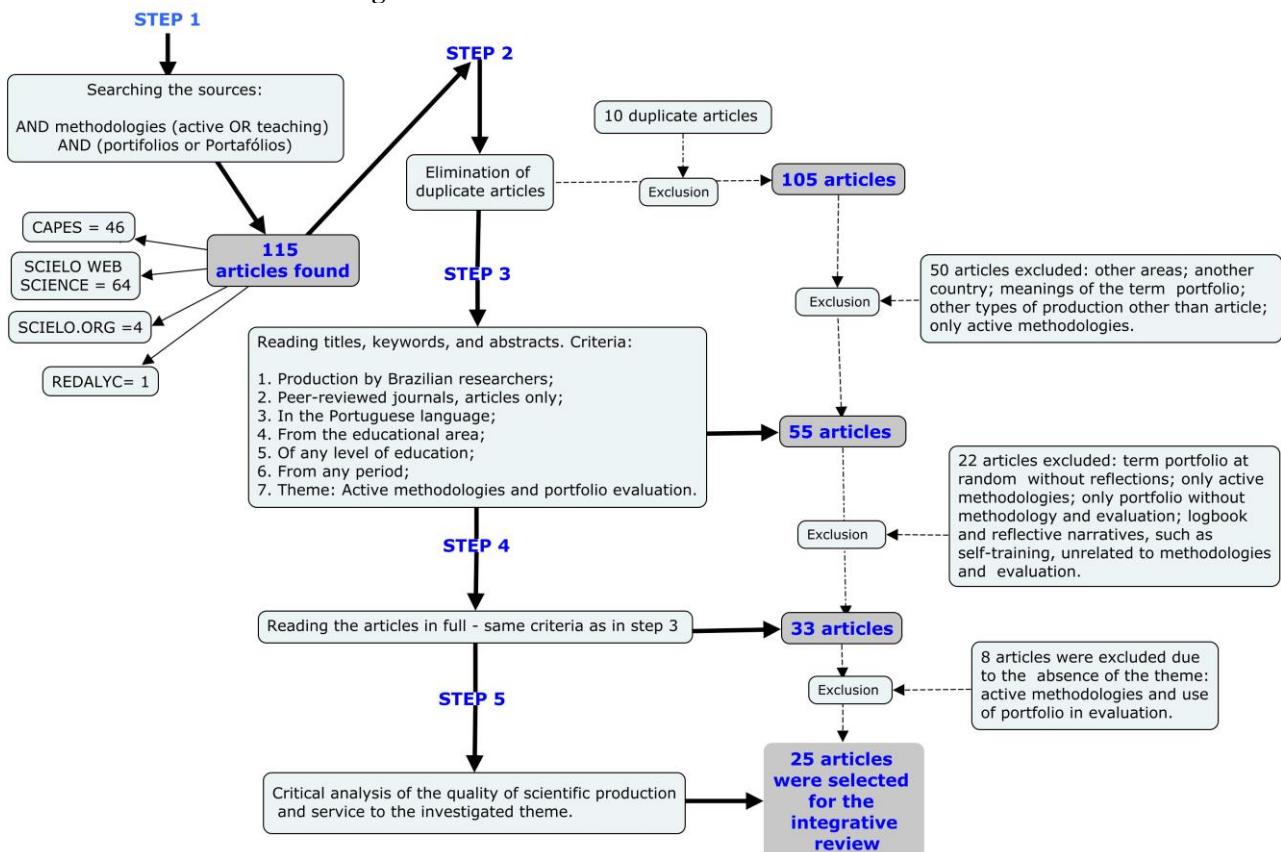 STEP 1
Searching the sources:
AND methodologies (active OR teaching)
AND (portifolios or Portafólios)
115
articles found
CAPES = 46
SCIELO WEB
SCIENCE = 64
SCIELO.ORG =4
REDALYC= 1
STEP 2
Elimination of
duplicate articles
10 duplicate articles
Exclusion
105 articles
STEP 3
Reading titles, keywords, and abstracts. Criteria:
1. Production by Brazilian researchers;
2. Peer-reviewed journals, articles only;
3. In the Portuguese language;
4. From the educational area;
5. Of any level of education;
6. From any period;
7. Theme: Active methodologies and portfolio evaluation.
Exclusion
50 articles excluded: other areas; another
country; meanings of the term portfolio;
other types of production other than article;
only active methodologies.
55 articles
STEP 4
Reading the articles in full - same criteria as in step 3
Exclusion
22 articles excluded: term portfolio at
random without reflections; only active
methodologies; only portfolio without
methodology and evaluation; logbook
and reflective narratives, such as
self-training, unrelated to methodologies
and evaluation.
33 articles
STEP 5
Critical analysis of the quality of scientific production
and service to the investigated theme.
Exclusion
8 articles were excluded due
to the absence of the theme:
active methodologies and use
of portfolio in evaluation.
25 articles
were selected
for the
integrative
review